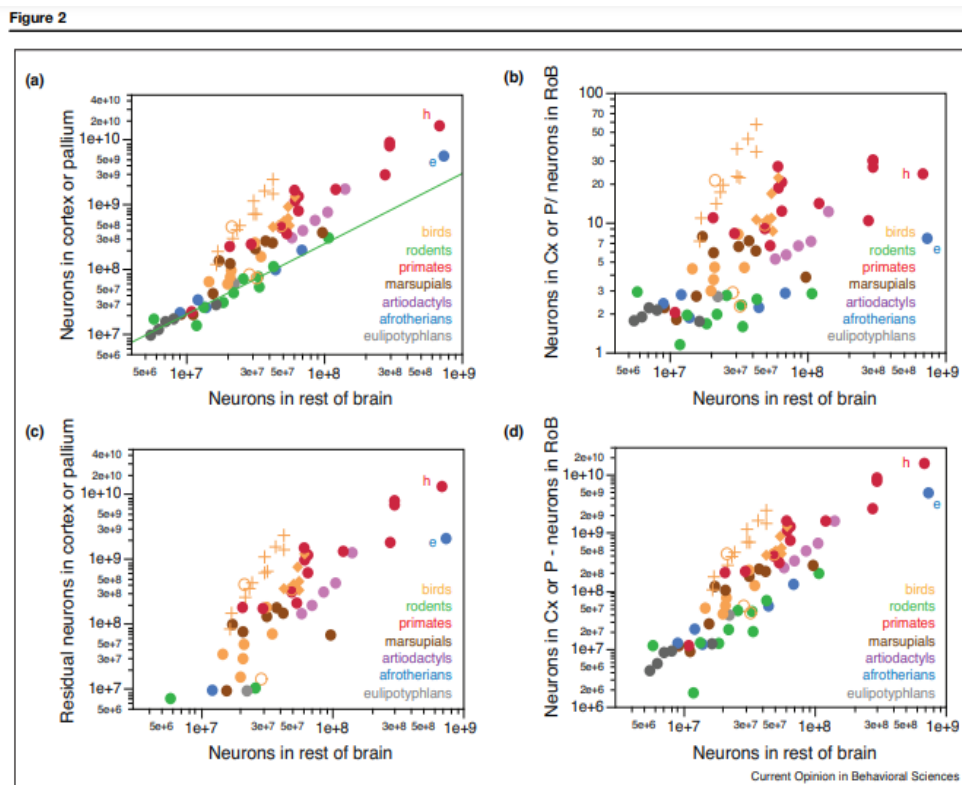 Figure 2
(a)
Neurons in cortex or pallium
4e+10
2e+10
1e+10
5e+9
3e+9
1e+9
5e+8
3e+8
1e+8
5e+7
3e+7
1e+7
5e+6
h
e
birds
rodents
primates
marsupials
artiodactyls
afrotherians
eulipotyphlans
5e+6 1e+7 3e+7 5e+7 1e+8 3e+8 5e+8 1e+9
Neurons in rest of brain
(b)
Neurons in Cx or P/ neurons in RoB
100
70
50
30
20
10
7
5
4
3
2
1
h
e
birds
rodents
primates
marsupials
artiodactyls
afrotherians
eulipotyphlans
5e+6 1e+7 3e+7 5e+7 1e+8 3e+8 5e+8 1e+9
Neurons in rest of brain
(c)
Residual neurons in cortex or pallium
4e+10
2e+10
1e+10
5e+9
3e+9
1e+9
5e+8
3e+8
1e+8
5e+7
3e+7
1e+7
5e+6
h
e
birds
rodents
primates
marsupials
artiodactyls
afrotherians
eulipotyphlans
5e+6 1e+7 3e+7 5e+7 1e+8 3e+8 5e+8 1e+9
Neurons in rest of brain
(d)
Neurons in Cx or P - neurons in RoB
2e+10
1e+10
5e+9
2e+9
1e+9
5e+8
2e+8
1e+8
5e+7
2e+7
1e+7
5e+6
2e+6
1e+6
h
e
birds
rodents
primates
marsupials
artiodactyls
afrotherians
eulipotyphlans
5e+6 1e+7 3e+7 5e+7 1e+8 3e+8 5e+8 1e+9
Neurons in rest of brain
Current Opinion in Behavioral Sciences